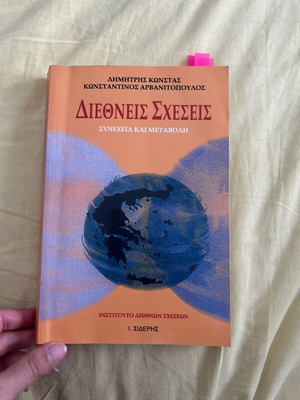 ΔΗΜΗΤΡΗΣ ΚΩΝΣΤΑΣ
ΚΩΝΣΤΑΝΤΙΝΟΣ ΑΡΒΑΝΙΤΟΠΟΥΛΟΣ
ΔΙΕΘΝΕΙΣ ΣΧΕΣΕΙΣ
ΣΥΝΕΧΕΙΑ ΚΑΙ ΜΕΤΑΒΟΛΗ
ΙΝΣΤΙΤΟΥΤΟ ΔΙΕΘΝΩΝ ΣΧΕΣΕΩΝ
Ι. ΣΙΔΕΡΗΣ